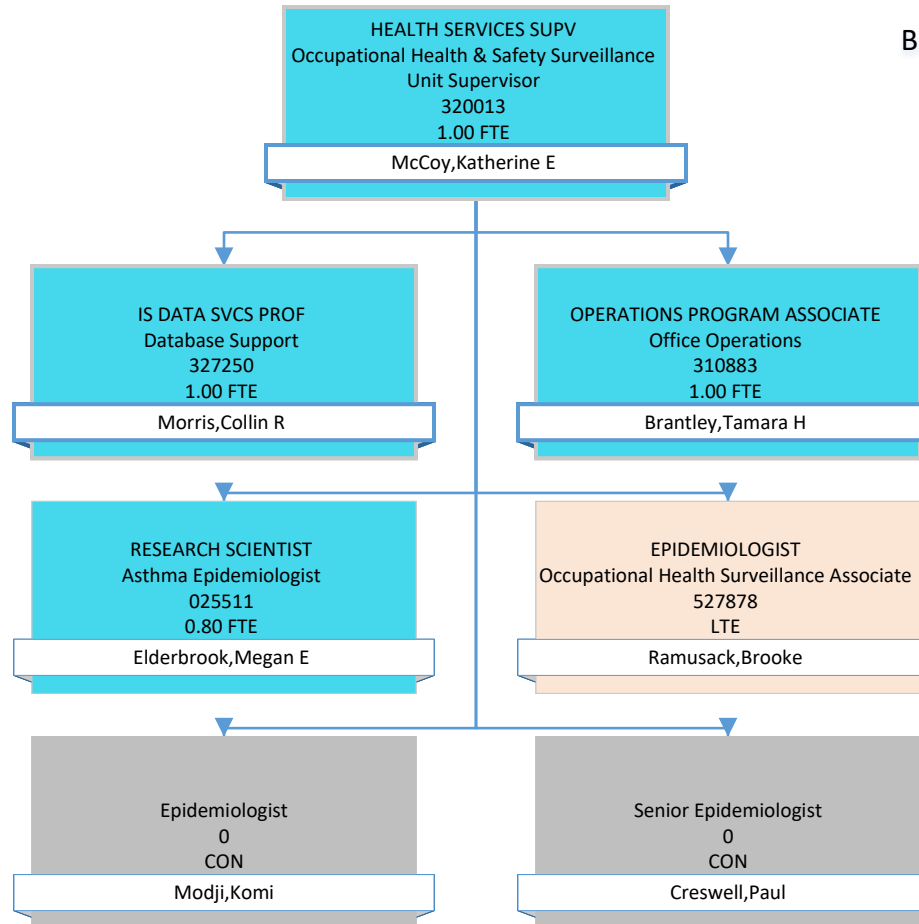 HEALTH SERVICES SUPV
Occupational Health & Safety Surveillance
Unit Supervisor
320013
1.00 FTE
McCoy,Katherine E
B
IS DATA SVCS PROF
Database Support
327250
1.00 FTE
Morris,Collin R
OPERATIONS PROGRAM ASSOCIATE
Office Operations
310883
1.00 FTE
Brantley,Tamara H
RESEARCH SCIENTIST
Asthma Epidemiologist
025511
0.80 FTE
Elderbrook,Megan E
EPIDEMIOLOGIST
Occupational Health Surveillance Associate
527878
LTE
Ramusack,Brooke
Epidemiologist
0
CON
Modji,Komi
Senior Epidemiologist
0
CON
Creswell,Paul